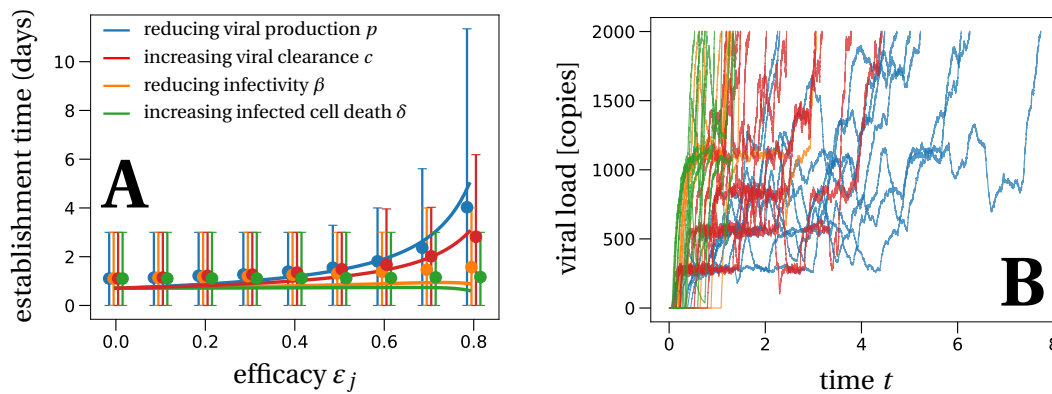 establishment time (days)
10
8
6
4
2
0
reducing viral production p
increasing viral clearance c
reducing infectivity β
increasing infected cell death δ
A
0.0 0.2 0.4 0.6 0.8
efficacy ε_j
viral load [copies]
2000
1500
1000
500
0
B
0 2 4 6 8
time t